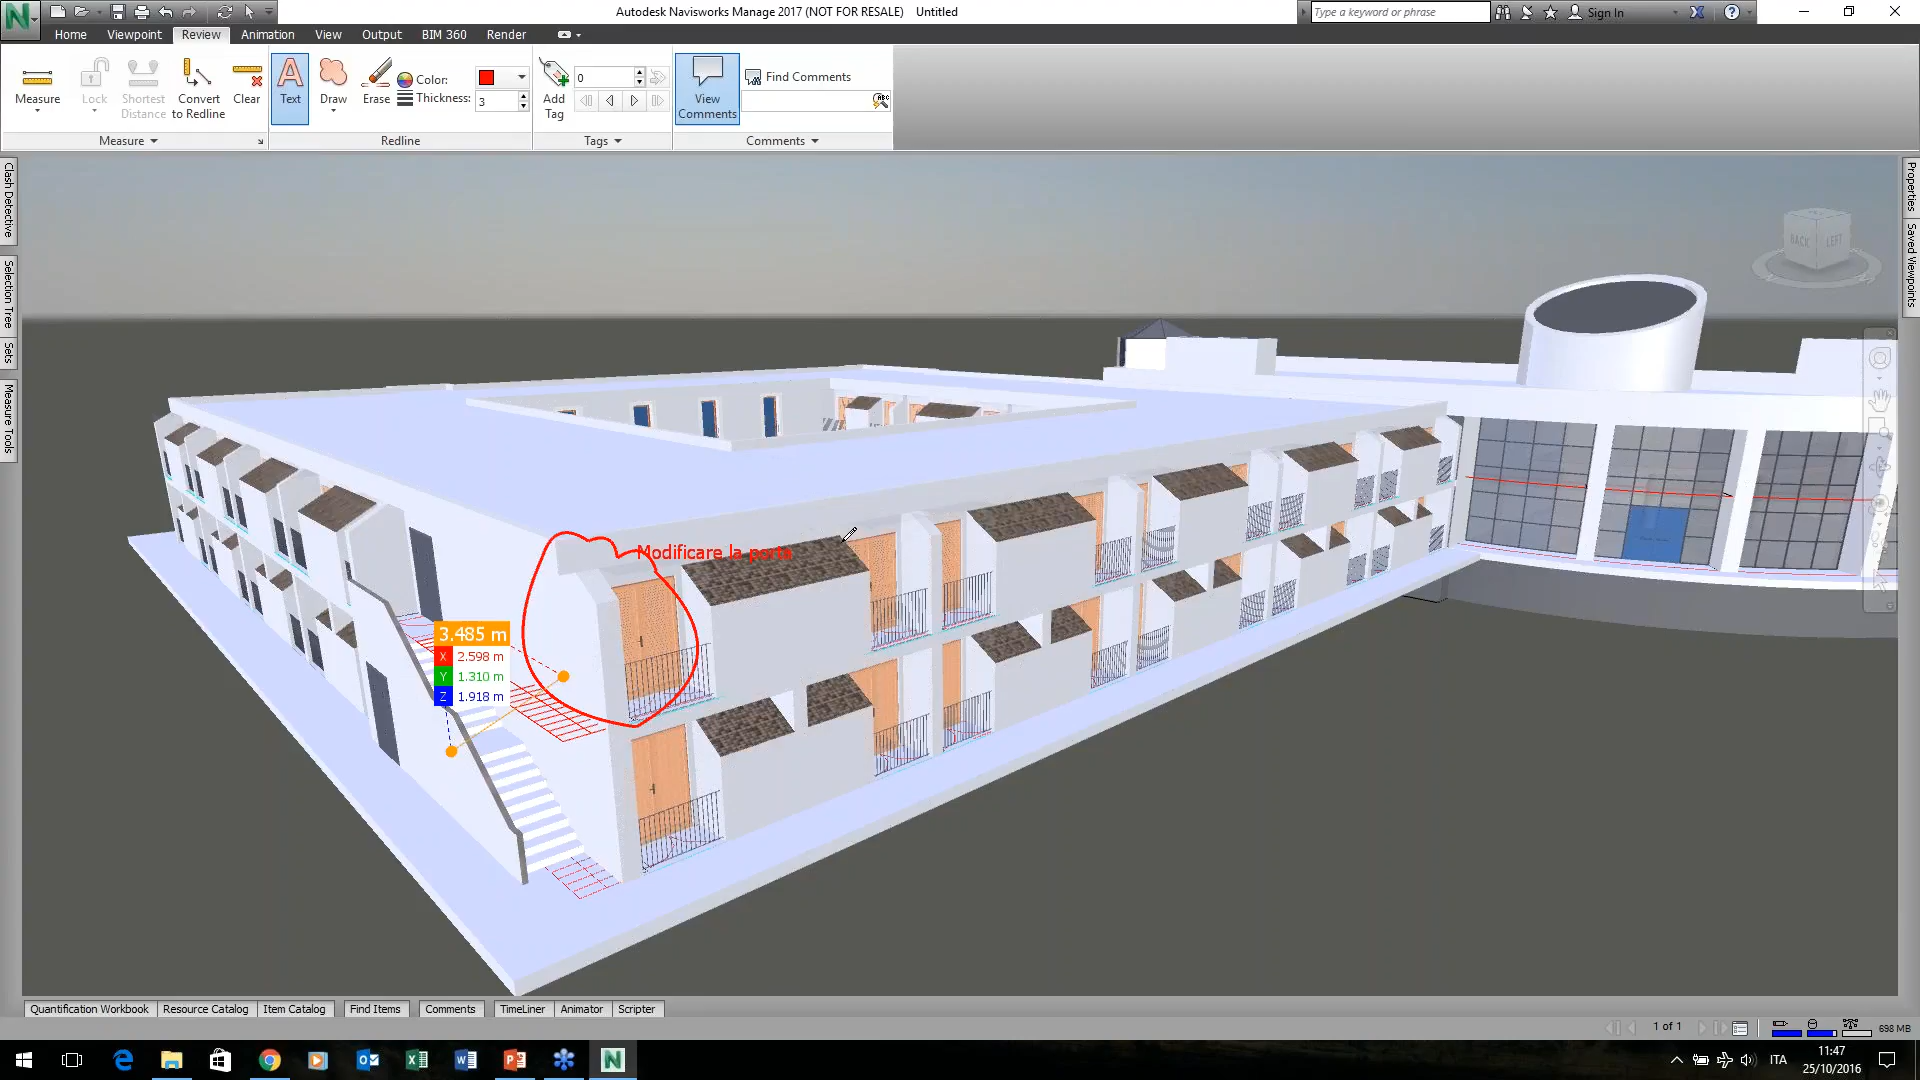 Autodesk Navisworks Manage 2017 (NOT FOR RESALE) Untitled
Type a keyword or phrase
Sign In
Home Viewpoint Review Animation View Output BIM 360 Render
Measure
Lock
Shortest
Distance
Convert
to Redline
Clear
Text
Draw
Erase
Color:
Thickness:
3
Add
Tag
0
View
Comments
Find Comments
Measure
Redline
Tags
Comments
Clash Detective
Selection Tree
Sets
Measure Tools
Properties
Saved Viewpoints
BACK LEFT
Modificare la porta
3.485 m
X 2.598 m
Y 1.310 m
Z 1.918 m
Quantification Workbook Resource Catalog Item Catalog Find Items Comments TimeLiner Animator Scripter
1 of 1
698 MB
ITA
11:47
25/10/2016